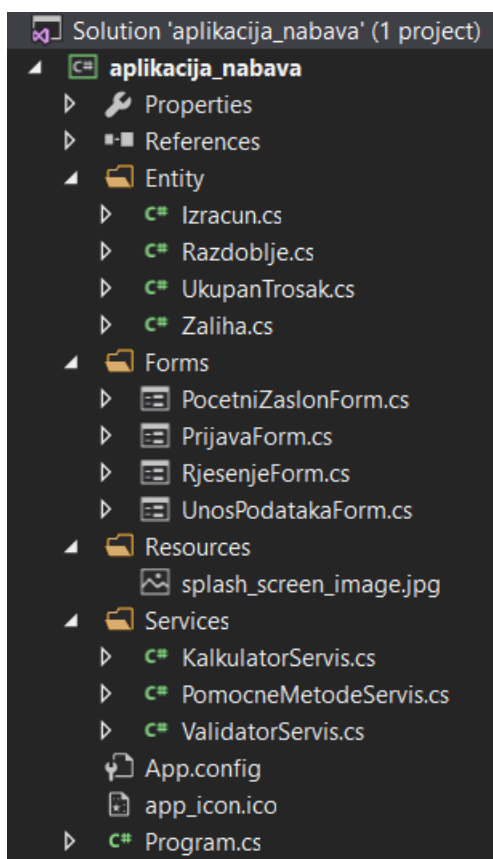 Solution 'aplikacija_nabava' (1 project)
C# aplikacija_nabava
Properties
References
Entity
C# Izracun.cs
C# Razdoblje.cs
C# UkupanTrosak.cs
C# Zaliha.cs
Forms
PocetniZaslonForm.cs
PrijavaForm.cs
RjesenjeForm.cs
UnosPodatakaForm.cs
Resources
splash_screen_image.jpg
Services
C# KalkulatorServis.cs
C# PomocneMetodeServis.cs
C# ValidatorServis.cs
App.config
app_icon.ico
C# Program.cs